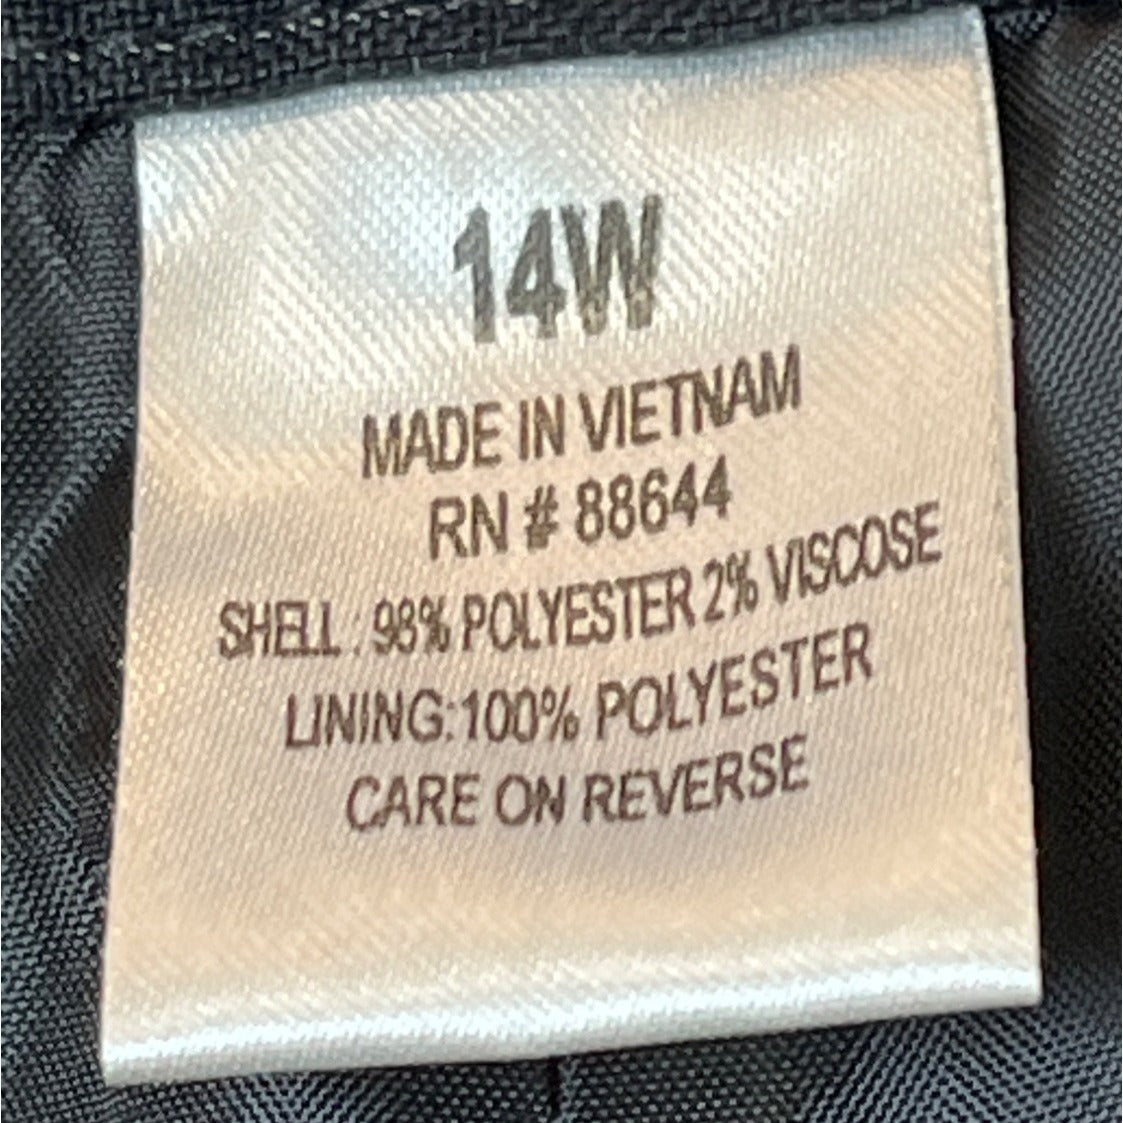 14W
MADE IN VIETNAM
RN # 88644
SHELL : 98% POLYESTER 2% VISCOSE
LINING:100% POLYESTER
CARE ON REVERSE